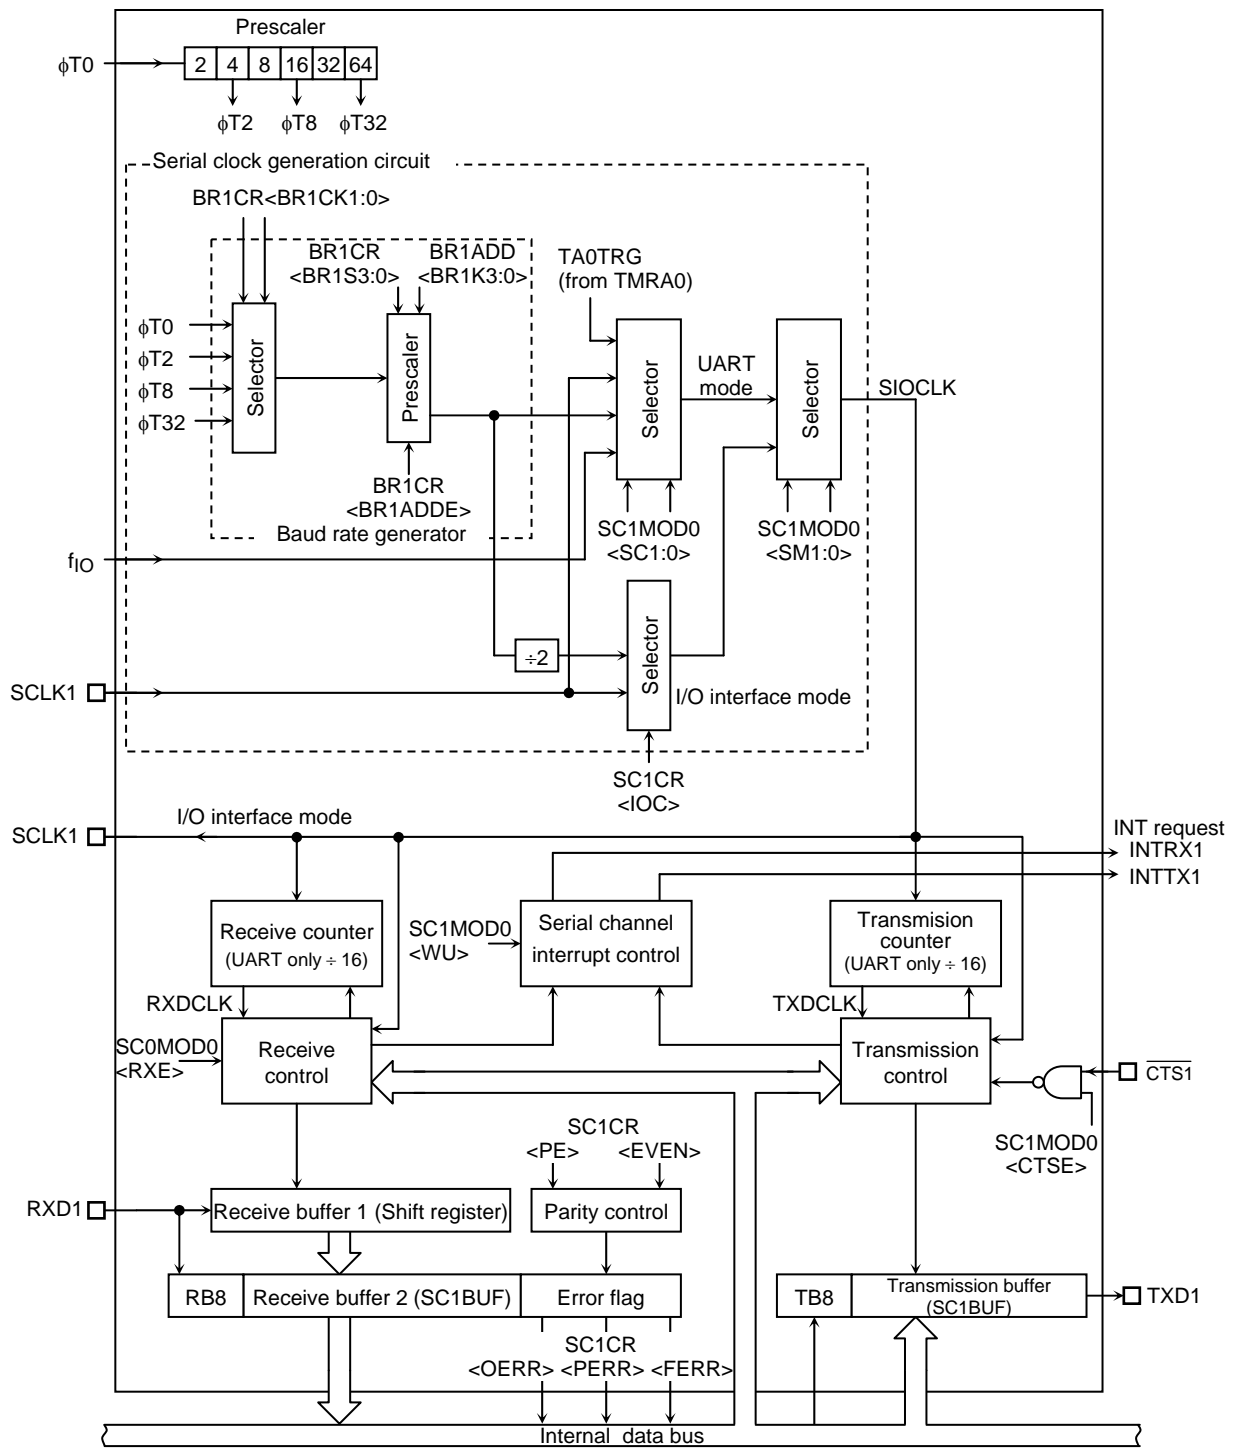 Prescaler
ϕT0
2 4 8 16 32 64
ϕT2 ϕT8 ϕT32
Serial clock generation circuit
BR1CR<BR1CK1:0>
BR1CR
<BR1S3:0>
BR1ADD
<BR1K3:0>
TA0TRG
(from TMRA0)
ϕT0
ϕT2
ϕT8
ϕT32
Selector
Prescaler
Selector
UART
mode
Selector
SIOCLK
BR1CR
<BR1ADDE>
Baud rate generator
SC1MOD0
<SC1:0>
SC1MOD0
<SM1:0>
fIO
÷2
Selector
SCLK1
I/O interface mode
SC1CR
<IOC>
SCLK1
I/O interface mode
INT request
INTRX1
INTTX1
Receive counter
(UART only ÷ 16)
SC1MOD0
<WU>
Serial channel
interrupt control
Transmision
counter
(UART only ÷ 16)
RXDCLK
TXDCLK
SC0MOD0
<RXE>
Receive
control
Transmission
control
CTS1
SC1MOD0
<CTSE>
SC1CR
<PE> <EVEN>
RXD1
Receive buffer 1 (Shift register)
Parity control
RB8
Receive buffer 2 (SC1BUF)
Error flag
TB8
Transmission buffer
(SC1BUF)
TXD1
SC1CR
<OERR> <PERR> <FERR>
Internal data bus